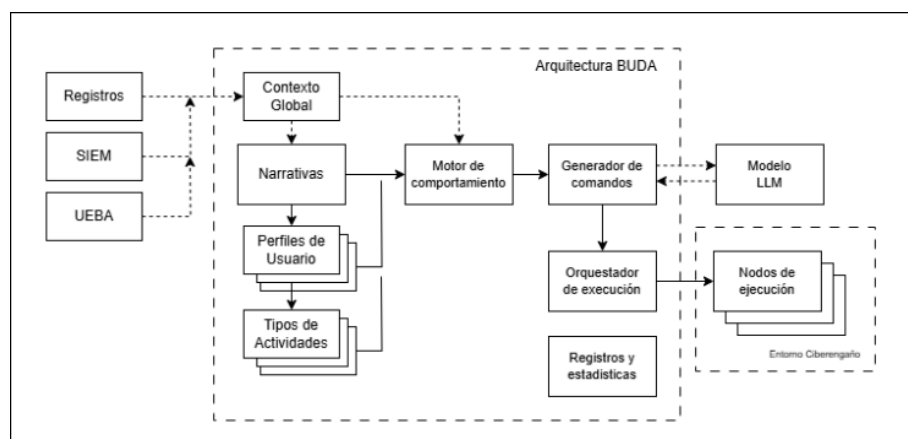 Arquitectura BUDA
Registros
SIEM
UEBA
Contexto
Global
Narrativas
Perfiles de
Usuario
Tipos de
Actividades
Motor de
comportamiento
Generador de
comandos
Modelo
LLM
Orquestador
de ejecución
Nodos de
ejecución
Entorno Ciberengaño
Registros y
estadísticas